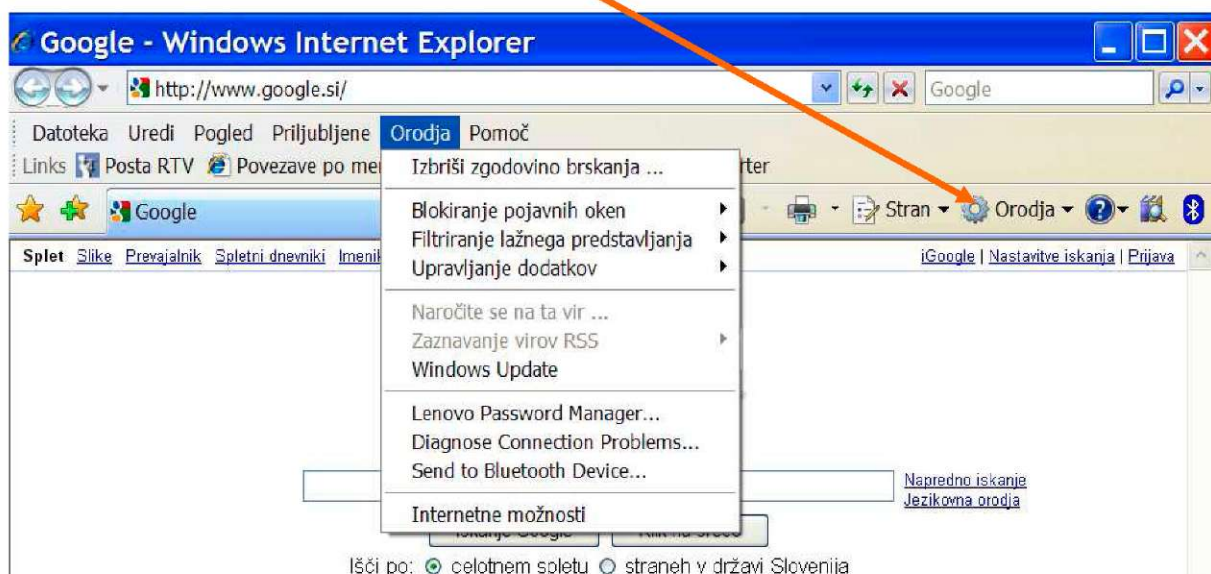 Google - Windows Internet Explorer
http://www.google.si/ Google
Datoteka Uredi Pogled Priljubljene Orodja Pomoč
Links Posta RTV Povezave po mer rter
Google Stran Orodja
Splet Slike Prevajalnik Spletni dnevniki Imenik iGoogle | Nastavitve iskanja | Prijava
Izbriši zgodovino brskanja ...
Blokiranje pojavnih oken
Filtriranje lažnega predstavljanja
Upravljanje dodatkov
Naročite se na ta vir ...
Zaznavanje virov RSS
Windows Update
Lenovo Password Manager...
Diagnose Connection Problems...
Send to Bluetooth Device...
Internetne možnosti
Napredno iskanje
Jezikovna orodja
Išči po: celotnem spletu straneh v državi Slovenija